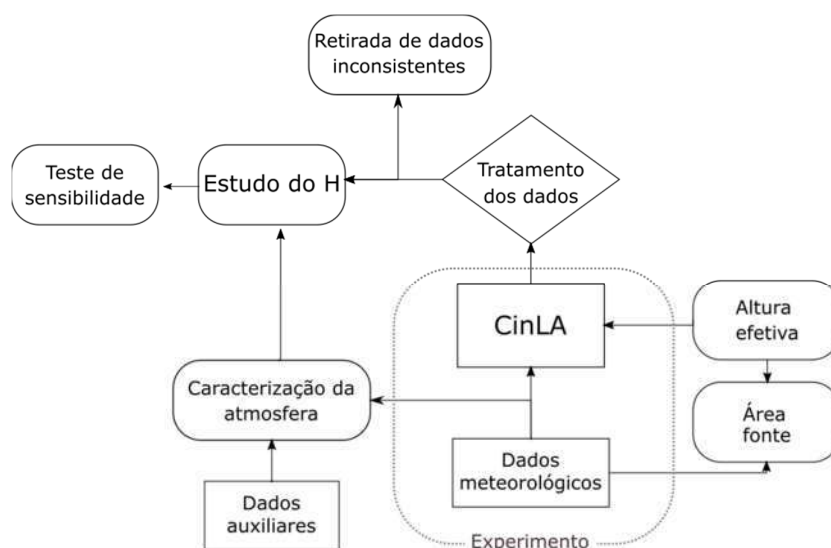 Retirada de dados
inconsistentes
Teste de
sensibilidade
Estudo do H
Tratamento
dos dados
CinLA
Altura
efetiva
Caracterização da
atmosfera
Área
fonte
Dados
meteorológicos
Dados
auxiliares
Experimento